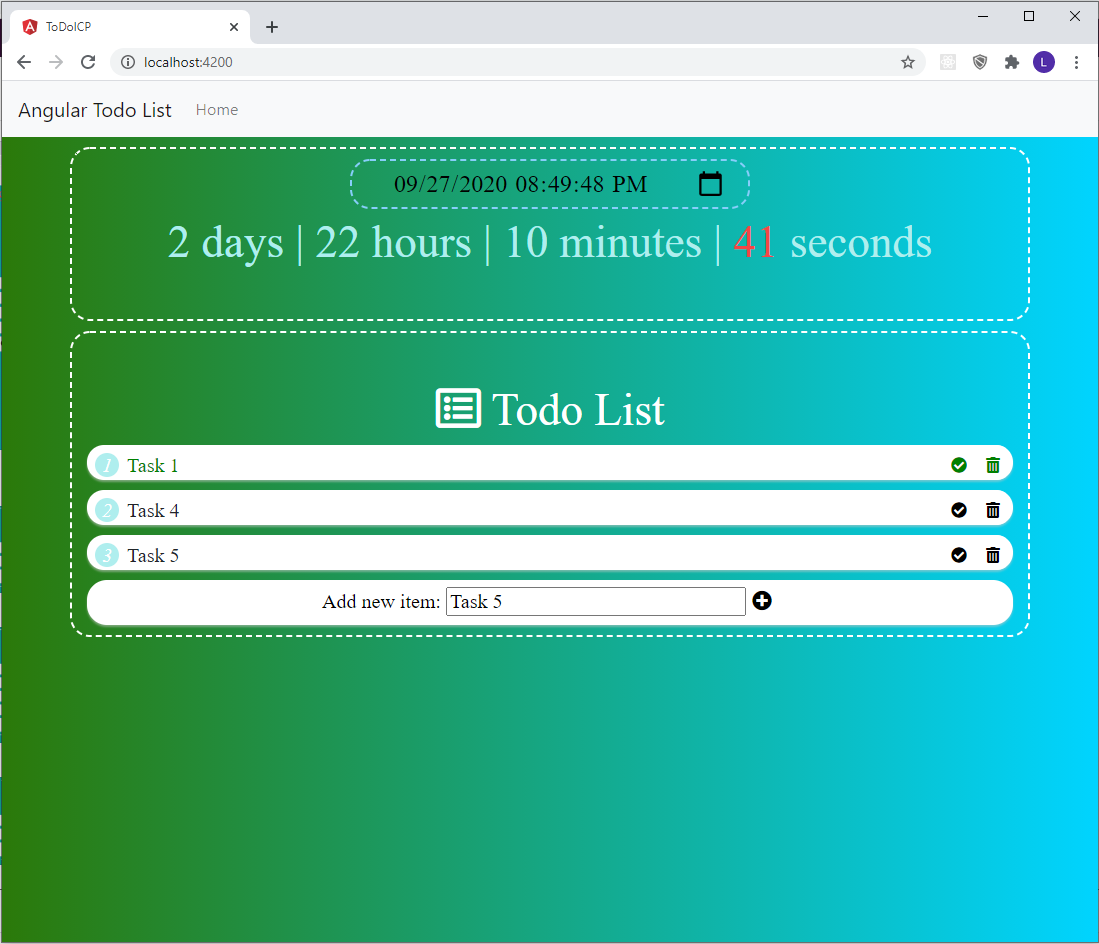 ToDoICP
localhost:4200
L
Angular Todo List Home
09/27/2020 08:49:48 PM
2 days | 22 hours | 10 minutes | 41 seconds
Todo List
1 Task 1
2 Task 4
3 Task 5
Add new item: Task 5